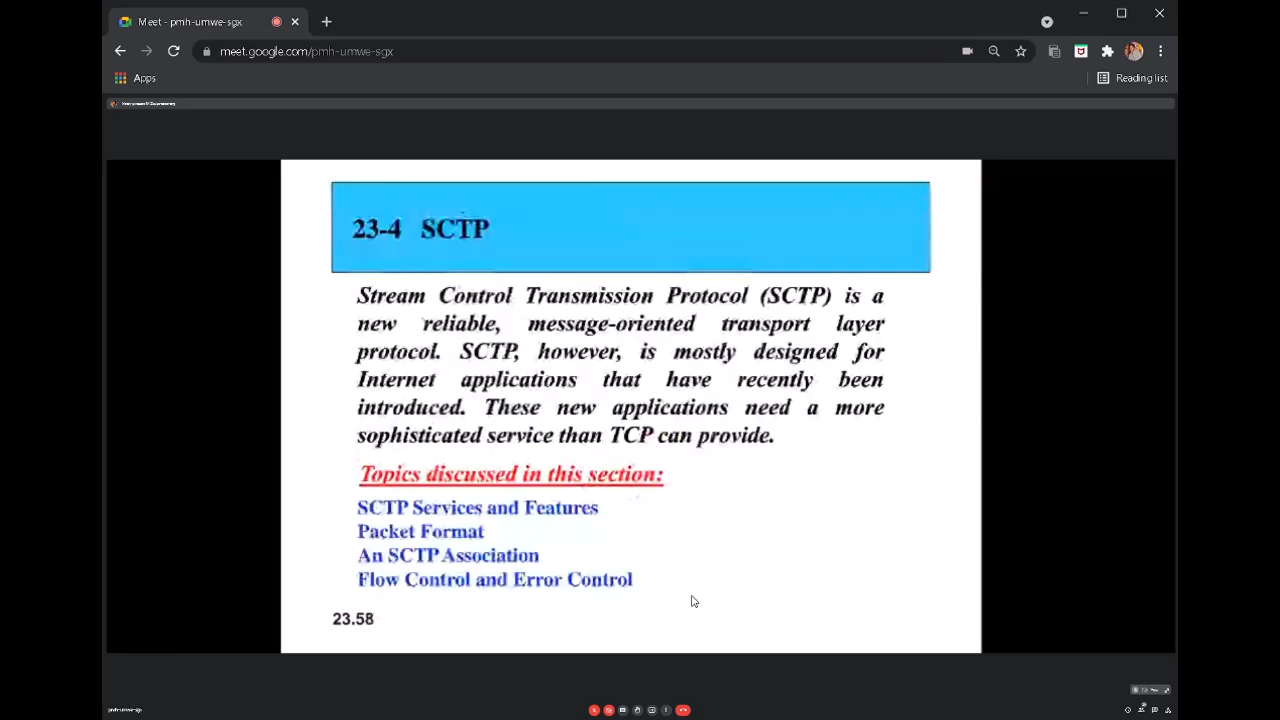 Meet - pmh-umwe-sgx
meet.google.com/pmh-umwe-sgx
Apps
Reading list
23-4 SCTP
Stream Control Transmission Protocol (SCTP) is a
new reliable, message-oriented transport layer
protocol. SCTP, however, is mostly designed for
Internet applications that have recently been
introduced. These new applications need a more
sophisticated service than TCP can provide.
Topics discussed in this section:
SCTP Services and Features
Packet Format
An SCTP Association
Flow Control and Error Control
23.58
pmh-umwe-sgx